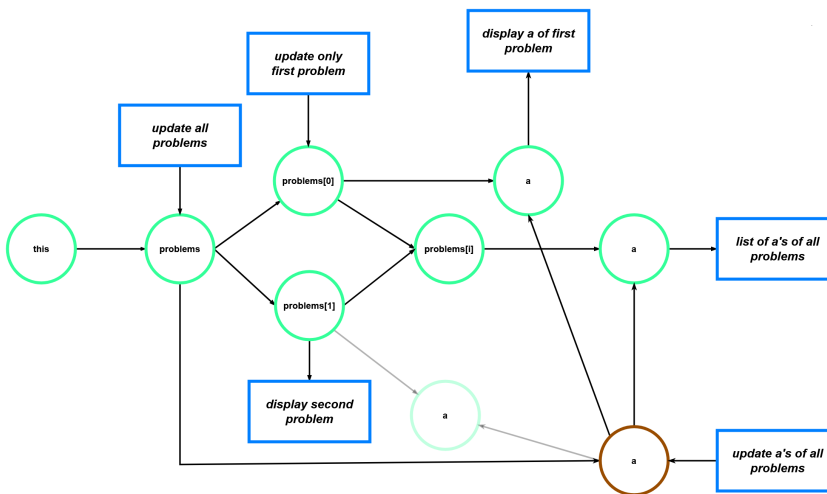 display a of first
problem
update only
first problem
update all
problems
problems[0]
a
this
problems
problems[i]
a
list of a's of all
problems
problems[1]
display second
problem
a
a
update a's of all
problems